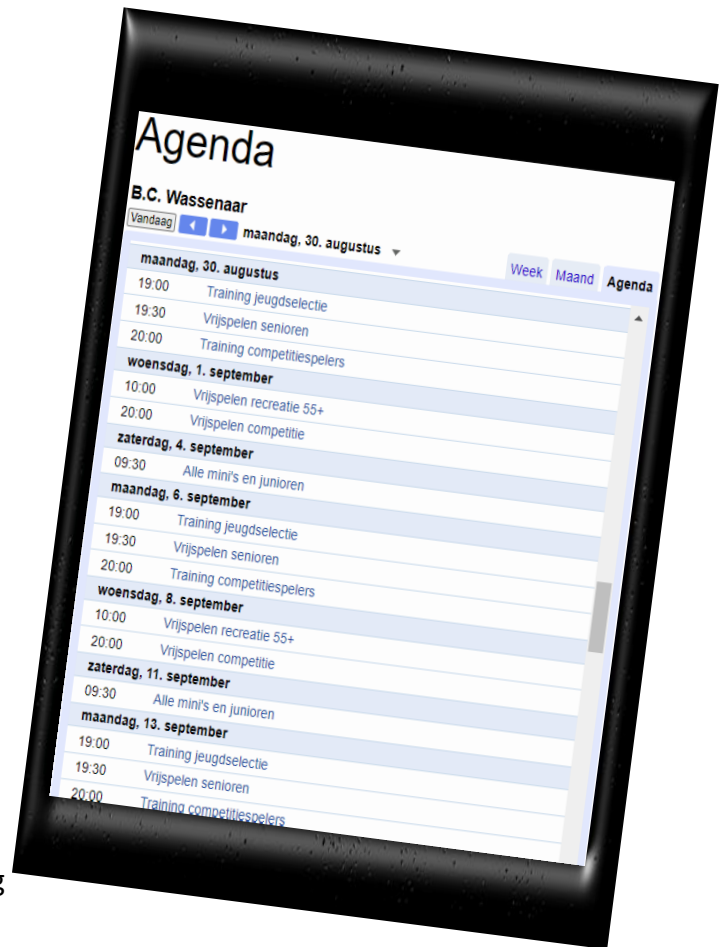 Agenda
B.C. Wassenaar
Vandaag maandag, 30. augustus
Week Maand Agenda
maandag, 30. augustus
19:00 Training jeugdselectie
19:30 Vrijspelen senioren
20:00 Training competitiespelers
woensdag, 1. september
10:00 Vrijspelen recreatie 55+
20:00 Vrijspelen competitie
zaterdag, 4. september
09:30 Alle mini's en junioren
maandag, 6. september
19:00 Training jeugdselectie
19:30 Vrijspelen senioren
20:00 Training competitiespelers
woensdag, 8. september
10:00 Vrijspelen recreatie 55+
20:00 Vrijspelen competitie
zaterdag, 11. september
09:30 Alle mini's en junioren
maandag, 13. september
19:00 Training jeugdselectie
19:30 Vrijspelen senioren
20:00 Training competitiespelers
g